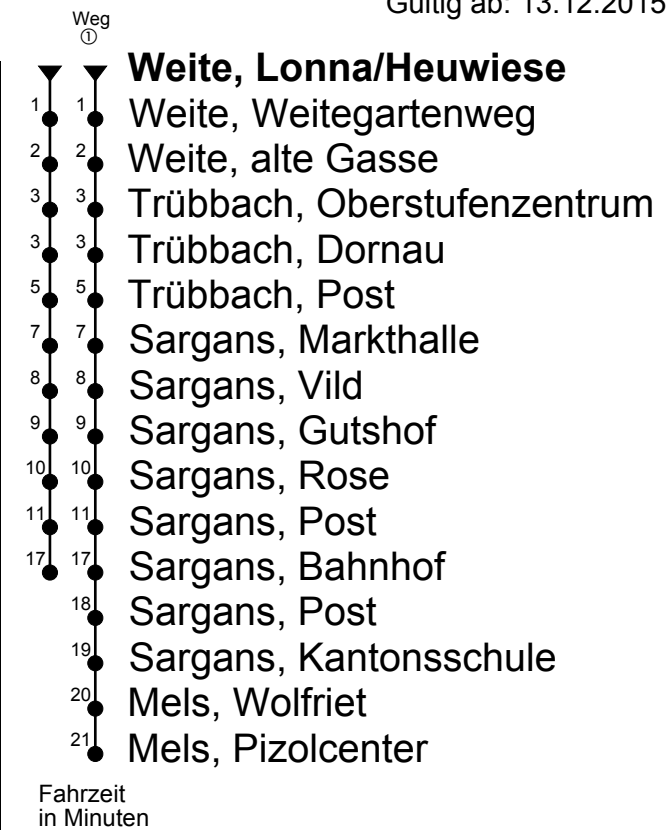 Gültig ab: 13.12.2015
Weg
①
Weite, Lonna/Heuwiese
1 1 Weite, Weitegartenweg
2 2 Weite, alte Gasse
3 3 Trübbach, Oberstufenzentrum
3 3 Trübbach, Dornau
5 5 Trübbach, Post
7 7 Sargans, Markthalle
8 8 Sargans, Vild
9 9 Sargans, Gutshof
10 10 Sargans, Rose
11 11 Sargans, Post
17 17 Sargans, Bahnhof
18 Sargans, Post
19 Sargans, Kantonsschule
20 Mels, Wolfriet
21 Mels, Pizolcenter
Fahrzeit
in Minuten